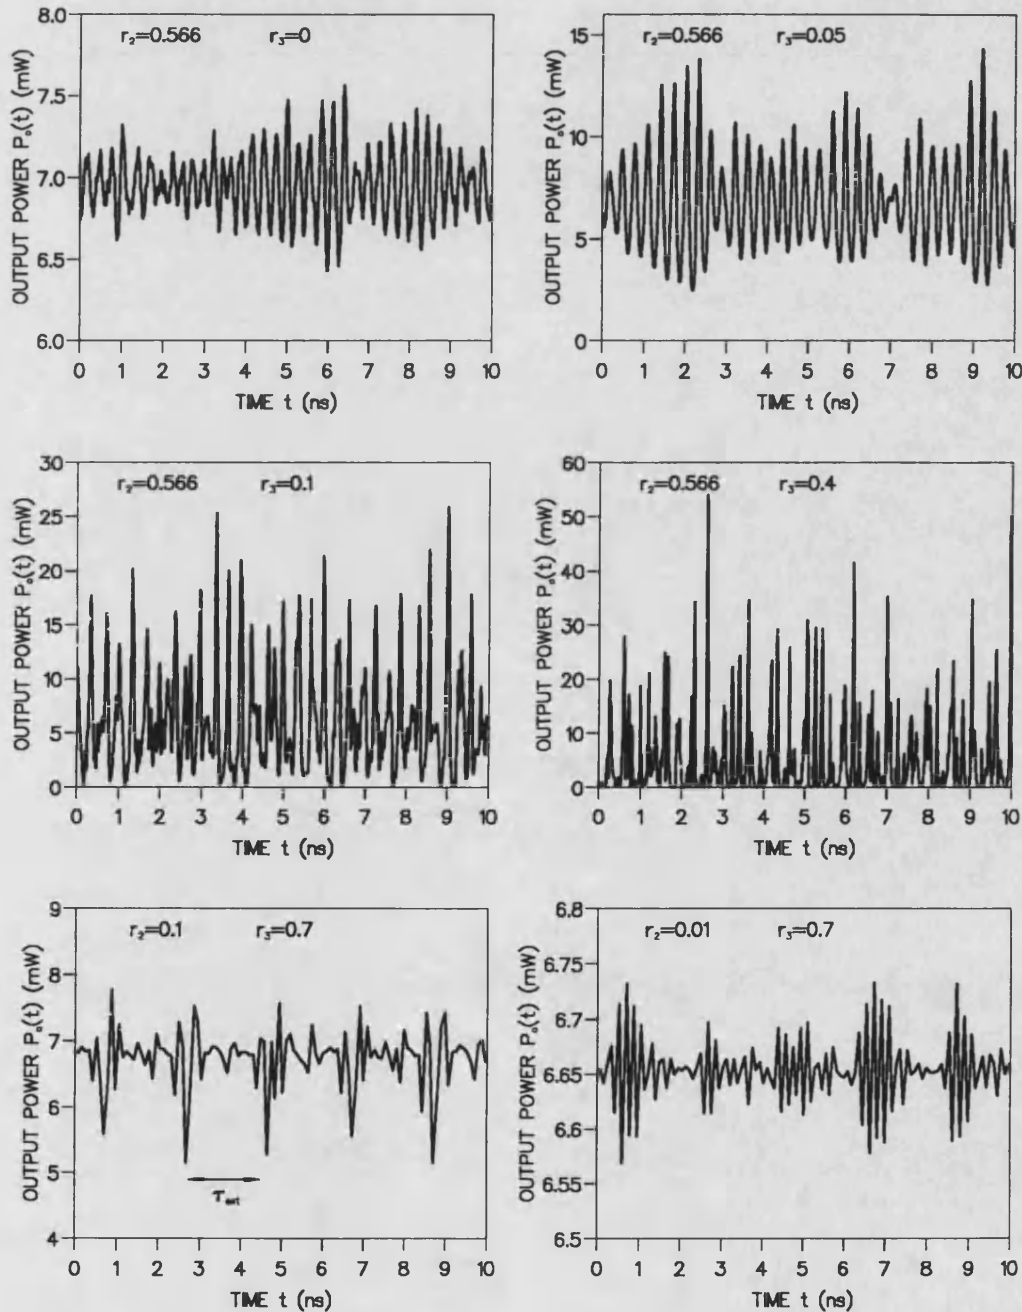 r₂=0.566 r₃=0
OUTPUT POWER Pₒ(t) (mW)
8.0
7.5
7.0
6.5
6.0
0 1 2 3 4 5 6 7 8 9 10
TIME t (ns)
r₂=0.566 r₃=0.05
OUTPUT POWER Pₒ(t) (mW)
15
10
5
0
0 1 2 3 4 5 6 7 8 9 10
TIME t (ns)
r₂=0.566 r₃=0.1
OUTPUT POWER Pₒ(t) (mW)
30
25
20
15
10
5
0
0 1 2 3 4 5 6 7 8 9 10
TIME t (ns)
r₂=0.566 r₃=0.4
OUTPUT POWER Pₒ(t) (mW)
60
50
40
30
20
10
0
0 1 2 3 4 5 6 7 8 9 10
TIME t (ns)
r₂=0.1 r₃=0.7
OUTPUT POWER Pₒ(t) (mW)
9
8
7
6
5
4
τₑₓₜ
0 1 2 3 4 5 6 7 8 9 10
TIME t (ns)
r₂=0.01 r₃=0.7
OUTPUT POWER Pₒ(t) (mW)
6.8
6.75
6.7
6.65
6.6
6.55
6.5
0 1 2 3 4 5 6 7 8 9 10
TIME t (ns)